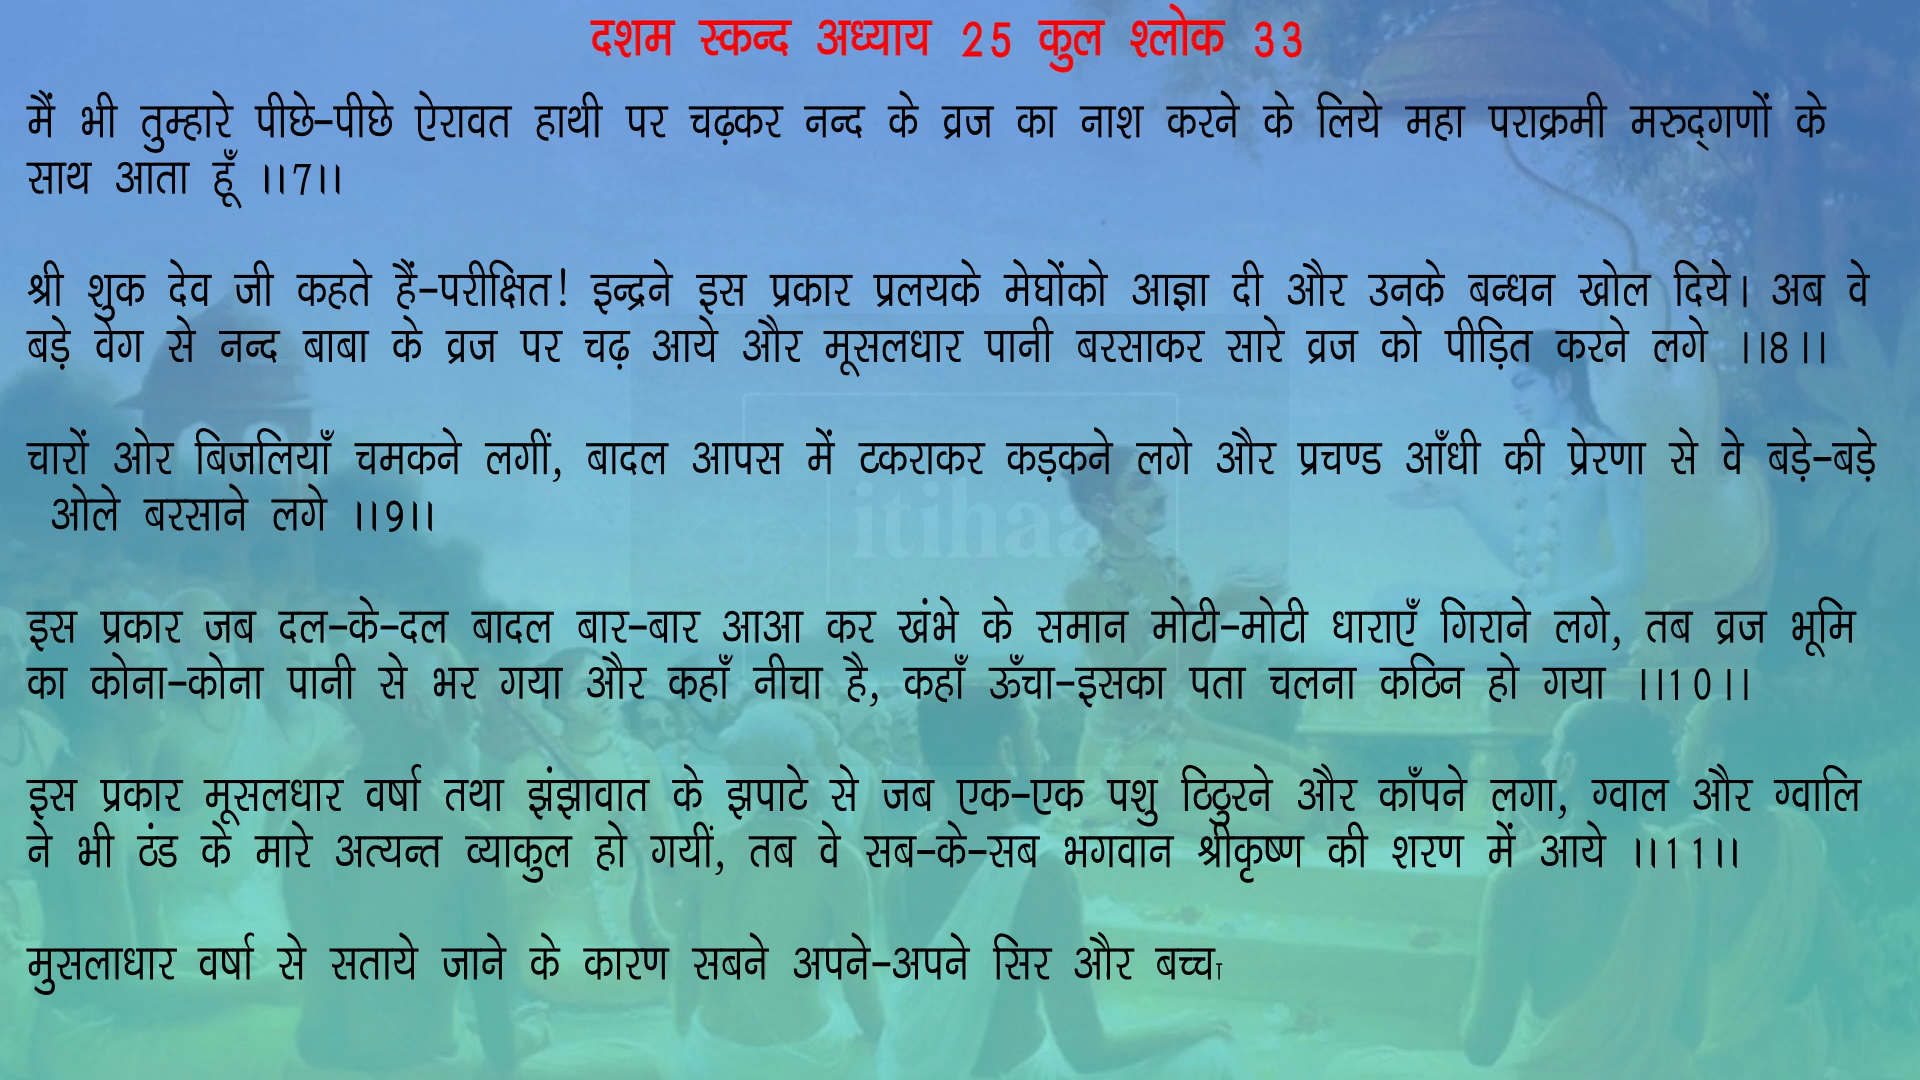 दशम स्कन्द अध्याय 25 कुल श्लोक 33
मैं भी तुम्हारे पीछे-पीछे ऐरावत हाथी पर चढ़कर नन्द के व्रज का नाश करने के लिये महा पराक्रमी मरुद्‌गणों के
साथ आता हूँ ।।7।।
श्री शुक देव जी कहते हैं-परीक्षित! इन्द्रने इस प्रकार प्रलयके मेघोंको आज्ञा दी और उनके बन्धन खोल दिये। अब वे
बड़े वेग से नन्द बाबा के व्रज पर चढ़ आये और मूसलधार पानी बरसाकर सारे व्रज को पीड़ित करने लगे ।।8।।
चारों ओर बिजलियाँ चमकने लगीं, बादल आपस में टकराकर कड़कने लगे और प्रचण्ड आँधी की प्रेरणा से वे बड़े-बड़े
ओले बरसाने लगे ।।9।।
itihaas
इस प्रकार जब दल-के-दल बादल बार-बार आआ कर खंभे के समान मोटी-मोटी धाराएँ गिराने लगे, तब व्रज भूमि
का कोना-कोना पानी से भर गया और कहाँ नीचा है, कहाँ ऊँचा-इसका पता चलना कठिन हो गया ।।10।।
इस प्रकार मूसलधार वर्षा तथा झंझावात के झपाटे से जब एक-एक पशु ठिठुरने और काँपने लगा, ग्वाल और ग्वालि
ने भी ठंड के मारे अत्यन्त व्याकुल हो गयीं, तब वे सब-के-सब भगवान श्रीकृष्ण की शरण में आये ।।11।।
मुसलाधार वर्षा से सताये जाने के कारण सबने अपने-अपने सिर और बच्च